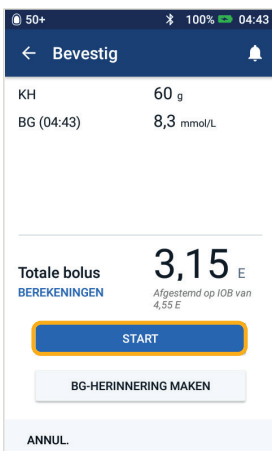 50+ 100% 04:43
Bevestig
KH 60 g
BG (04:43) 8,3 mmol/L
Totale bolus 3,15 E
BEREKENINGEN Afgestemd op IOB van
4,55 E
START
BG-HERINNERING MAKEN
ANNUL.